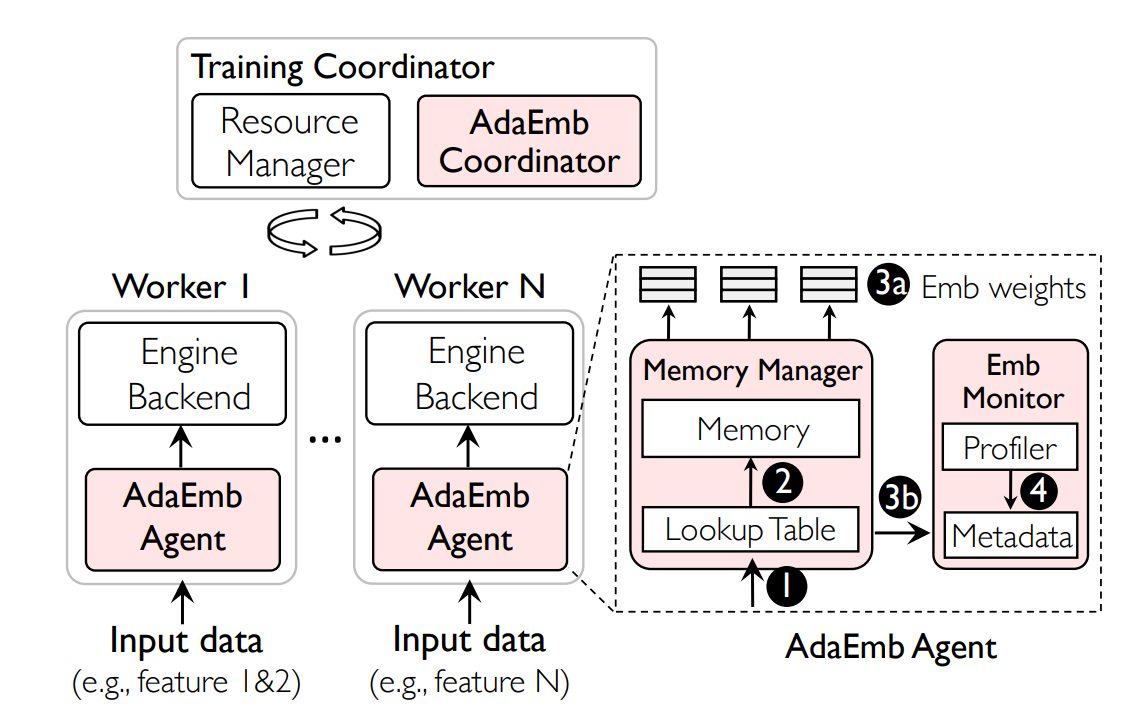 Training Coordinator
Resource
Manager
AdaEmb
Coordinator
Worker 1
Engine
Backend
AdaEmb
Agent
Input data
(e.g., feature 1&2)
...
Worker N
Engine
Backend
AdaEmb
Agent
Input data
(e.g., feature N)
3a
Emb weights
Memory Manager
Memory
2
Lookup Table
1
3b
Emb
Monitor
Profiler
4
Metadata
AdaEmb Agent